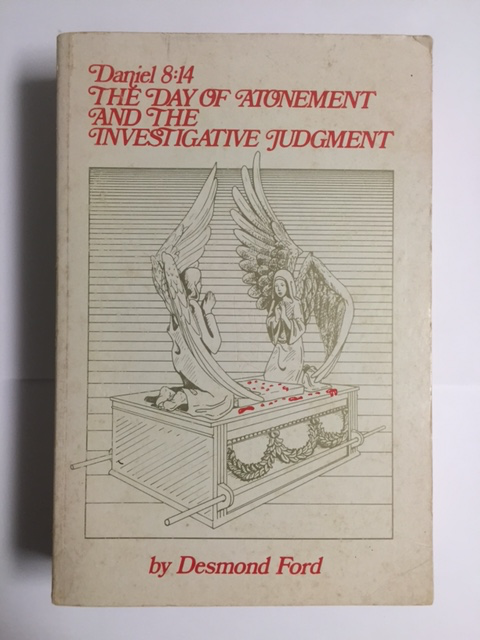 Daniel 8:14
THE DAY OF ATONEMENT
AND THE
INVESTIGATIVE JUDGMENT
by Desmond Ford